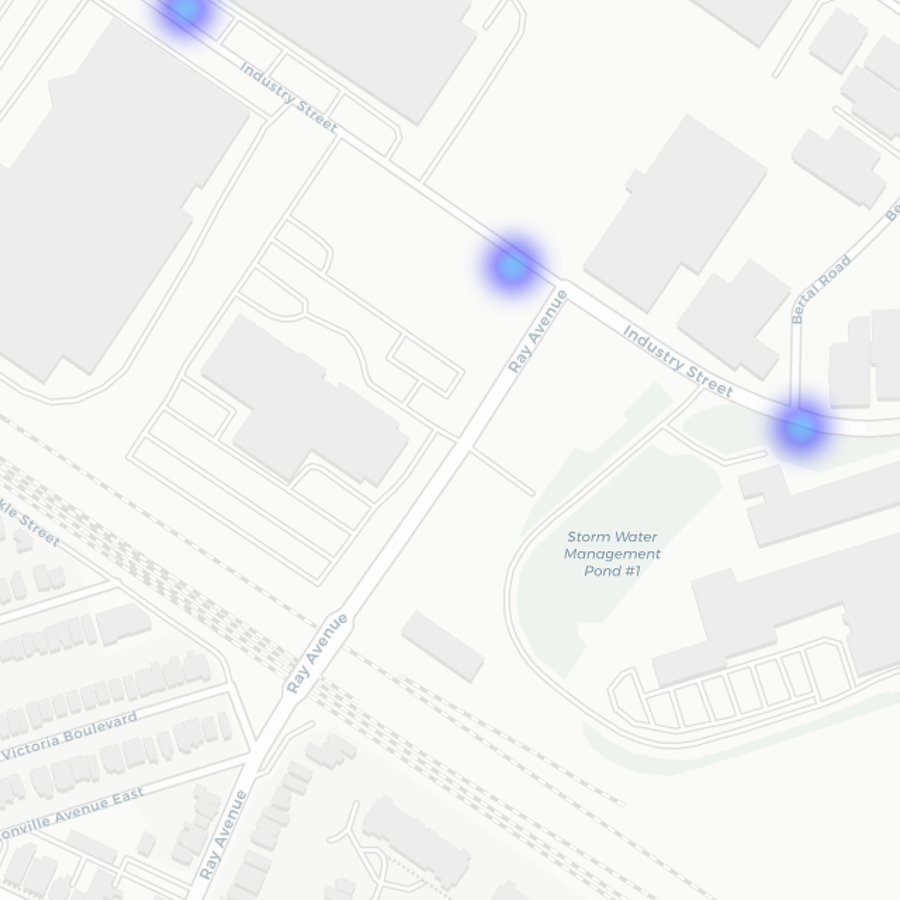 Industry Street
Bertal Road
Ray Avenue
Industry Street
Storm Water
Management
Pond #1
Ray Avenue
Victoria Boulevard
Ray Avenue